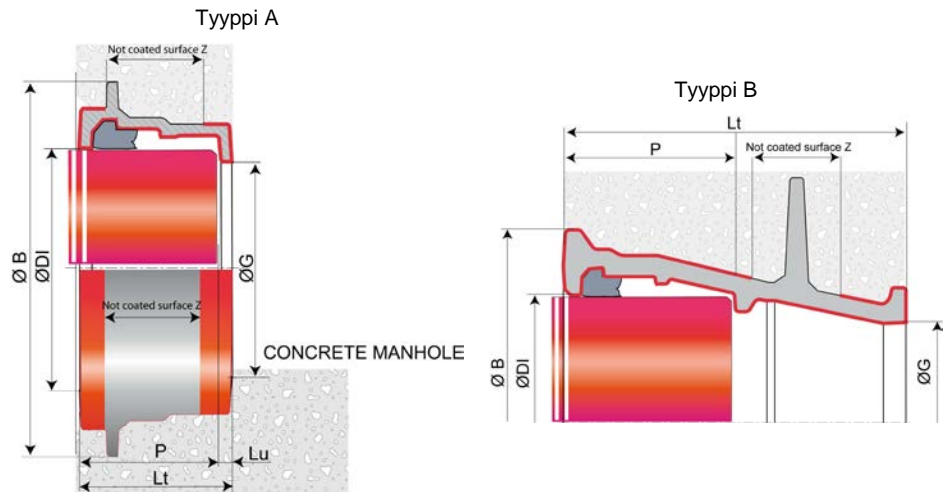 Tyyppi A
Not coated surface Z
Ø B
ØDI
ØG
Not coated surface Z
CONCRETE MANHOLE
P
Lu
Lt
Tyyppi B
Lt
P
Not coated surface Z
Ø B
ØDI
ØG